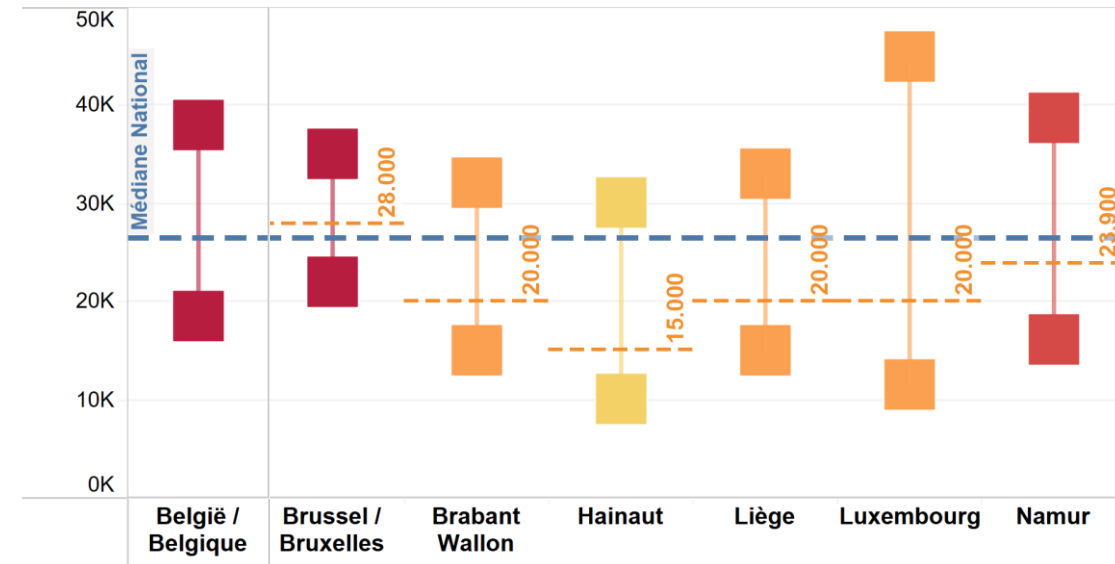 50K
40K
30K
20K
10K
0K
Médiane National
28.000
20.000
15.000
20.000
20.000
23.900
België /
Belgique
Brussel /
Bruxelles
Brabant
Wallon
Hainaut
Liège
Luxembourg
Namur